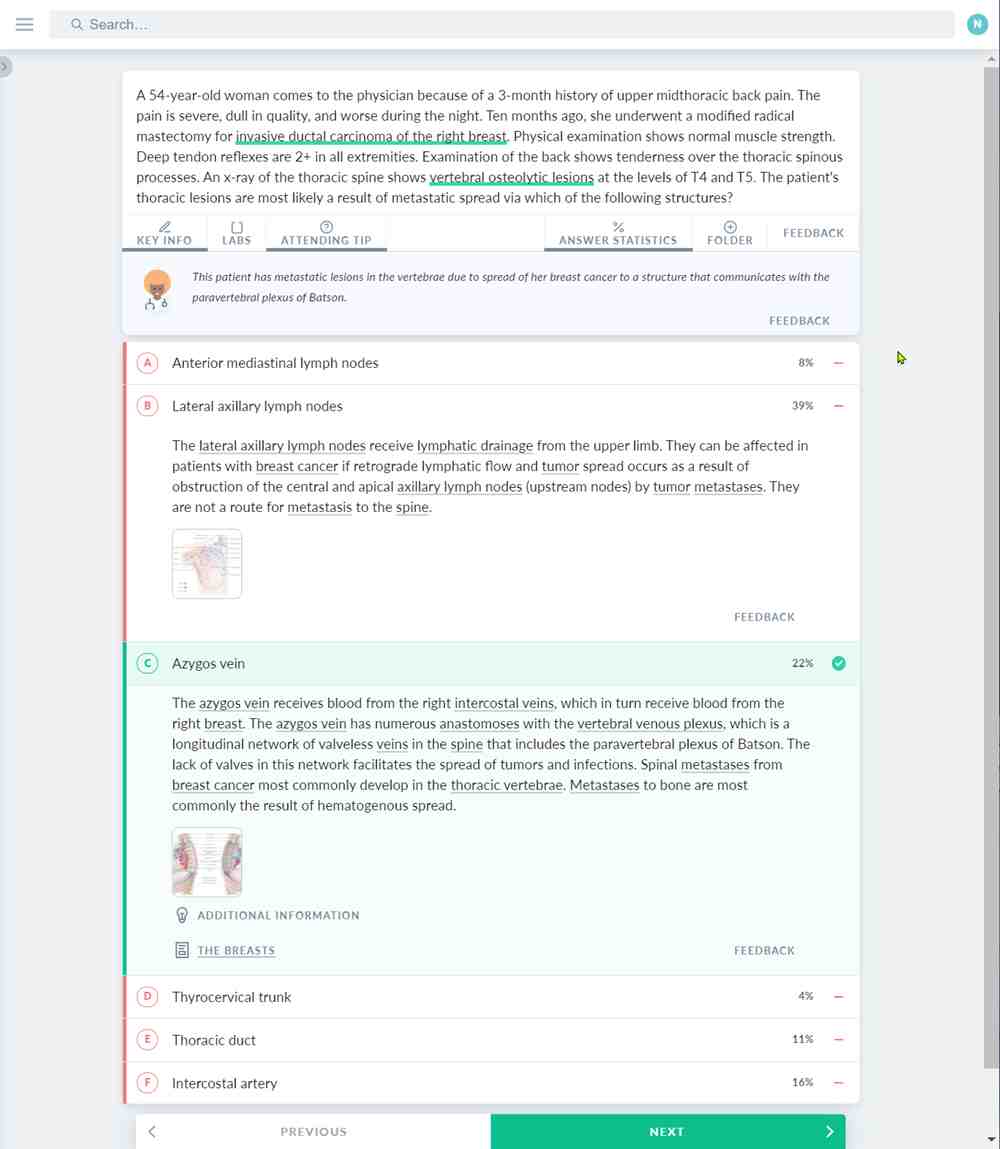 Search...
N
A 54-year-old woman comes to the physician because of a 3-month history of upper midthoracic back pain. The
pain is severe, dull in quality, and worse during the night. Ten months ago, she underwent a modified radical
mastectomy for invasive ductal carcinoma of the right breast. Physical examination shows normal muscle strength.
Deep tendon reflexes are 2+ in all extremities. Examination of the back shows tenderness over the thoracic spinous
processes. An x-ray of the thoracic spine shows vertebral osteolytic lesions at the levels of T4 and T5. The patient's
thoracic lesions are most likely a result of metastatic spread via which of the following structures?
KEY INFO LABS ATTENDING TIP ANSWER STATISTICS FOLDER FEEDBACK
This patient has metastatic lesions in the vertebrae due to spread of her breast cancer to a structure that communicates with the
paravertebral plexus of Batson.
FEEDBACK
A Anterior mediastinal lymph nodes 8%
B Lateral axillary lymph nodes 39%
The lateral axillary lymph nodes receive lymphatic drainage from the upper limb. They can be affected in
patients with breast cancer if retrograde lymphatic flow and tumor spread occurs as a result of
obstruction of the central and apical axillary lymph nodes (upstream nodes) by tumor metastases. They
are not a route for metastasis to the spine.
FEEDBACK
C Azygos vein 22%
The azygos vein receives blood from the right intercostal veins, which in turn receive blood from the
right breast. The azygos vein has numerous anastomoses with the vertebral venous plexus, which is a
longitudinal network of valveless veins in the spine that includes the paravertebral plexus of Batson. The
lack of valves in this network facilitates the spread of tumors and infections. Spinal metastases from
breast cancer most commonly develop in the thoracic vertebrae. Metastases to bone are most
commonly the result of hematogenous spread.
ADDITIONAL INFORMATION
THE BREASTS FEEDBACK
D Thyrocervical trunk 4%
E Thoracic duct 11%
F Intercostal artery 16%
PREVIOUS NEXT